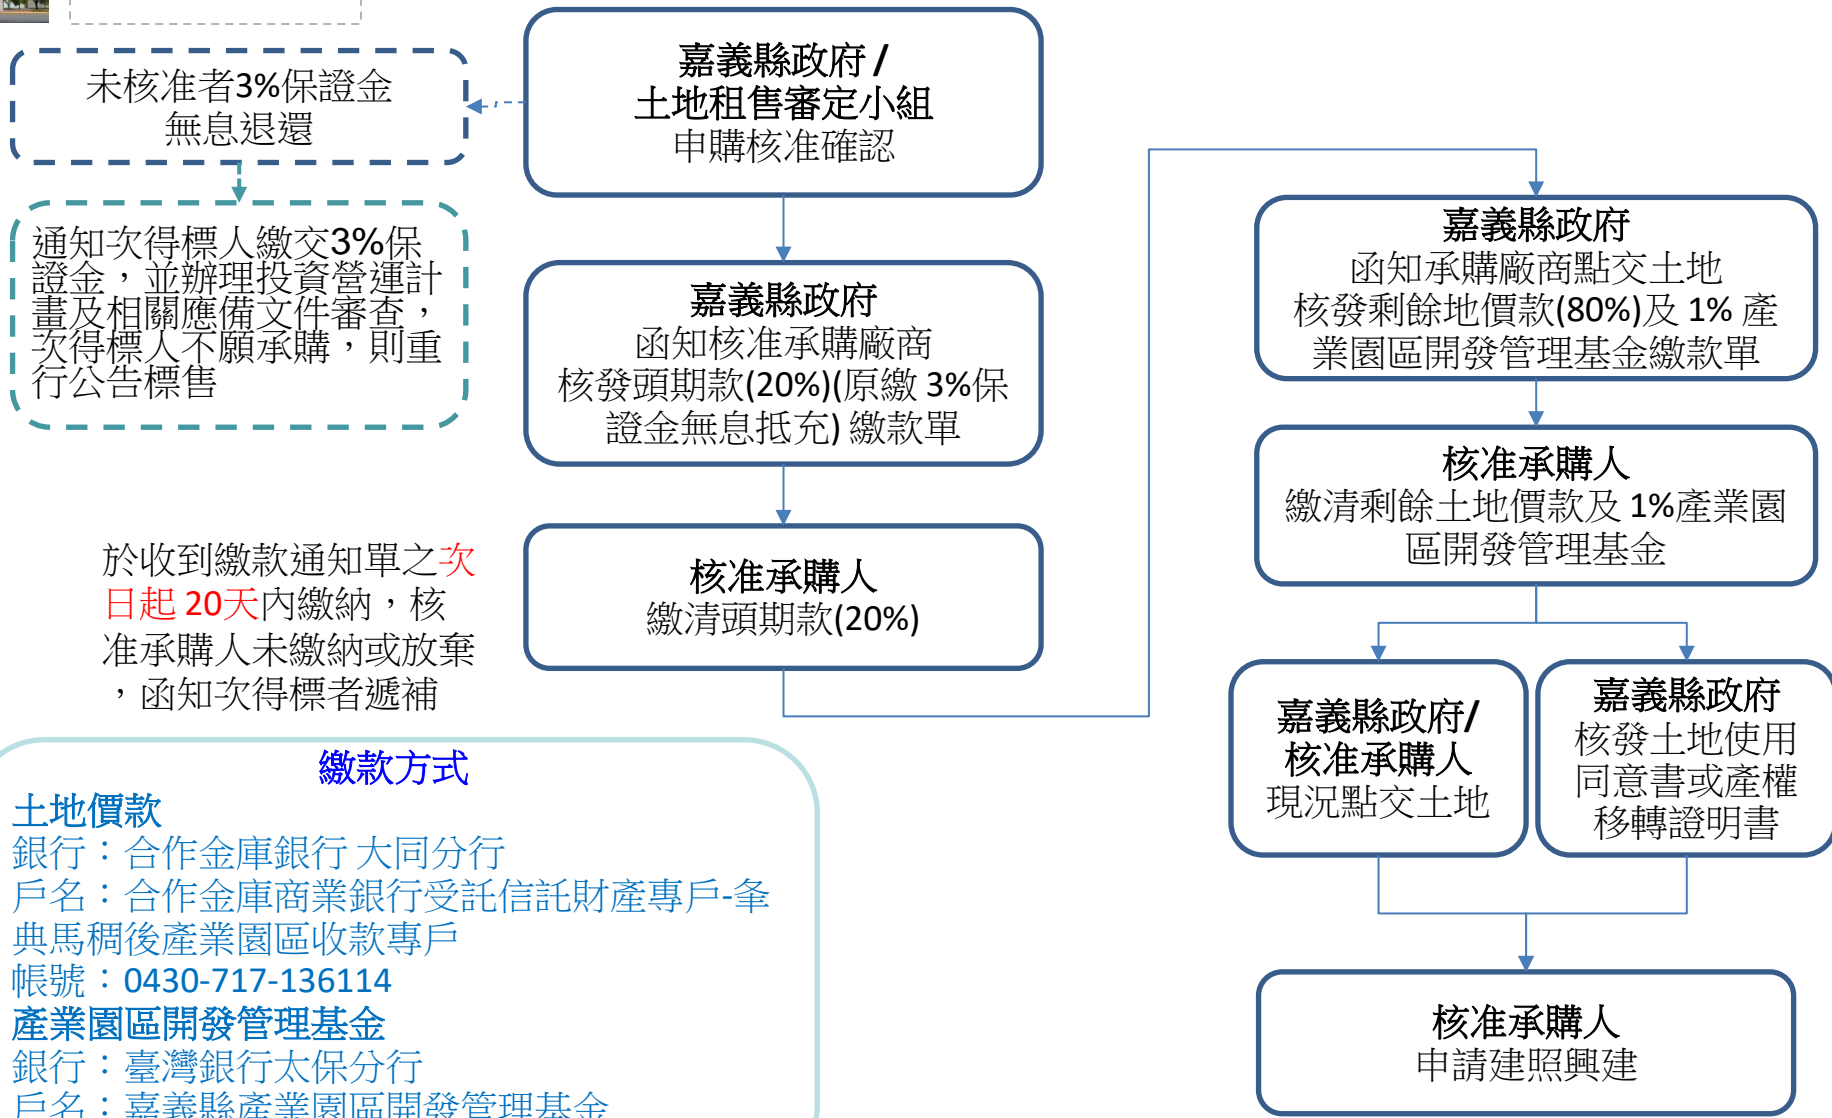 未核准者3%保證金
無息退還
通知次得標人繳交3%保
證金，並辦理投資營運計
畫及相關應備文件審查，
次得標人不願承購，則重
行公告標售
嘉義縣政府 /
土地租售審定小組
申購核准確認
嘉義縣政府
函知核准承購廠商
核發頭期款(20%)(原繳 3%保
證金無息抵充) 繳款單
核准承購人
繳清頭期款(20%)
於收到繳款通知單之次
日起 20天內繳納，核
准承購人未繳納或放棄
，函知次得標者遞補
嘉義縣政府
函知承購廠商點交土地
核發剩餘地價款(80%)及 1% 產
業園區開發管理基金繳款單
核准承購人
繳清剩餘土地價款及 1%產業園
區開發管理基金
嘉義縣政府/
核准承購人
現況點交土地
嘉義縣政府
核發土地使用
同意書或產權
移轉證明書
核准承購人
申請建照興建
繳款方式
土地價款
銀行：合作金庫銀行 大同分行
戶名：合作金庫商業銀行受託信託財產專戶-夆
典馬稠後產業園區收款專戶
帳號：0430-717-136114
產業園區開發管理基金
銀行：臺灣銀行太保分行
戶名：嘉義縣產業園區開發管理基金